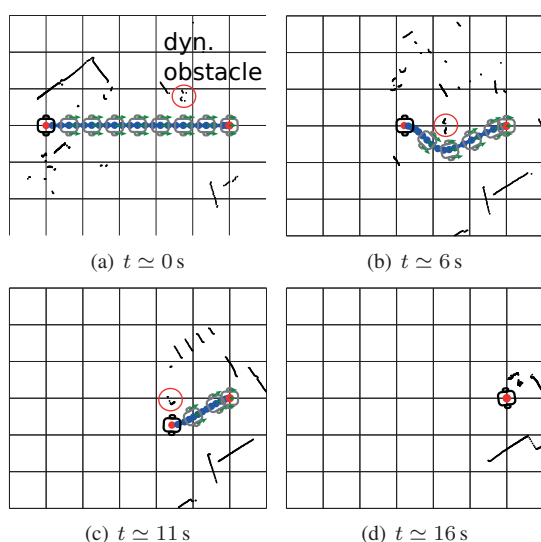 dyn.
obstacle
(a) t ≃ 0 s
(b) t ≃ 6 s
(c) t ≃ 11 s
(d) t ≃ 16 s